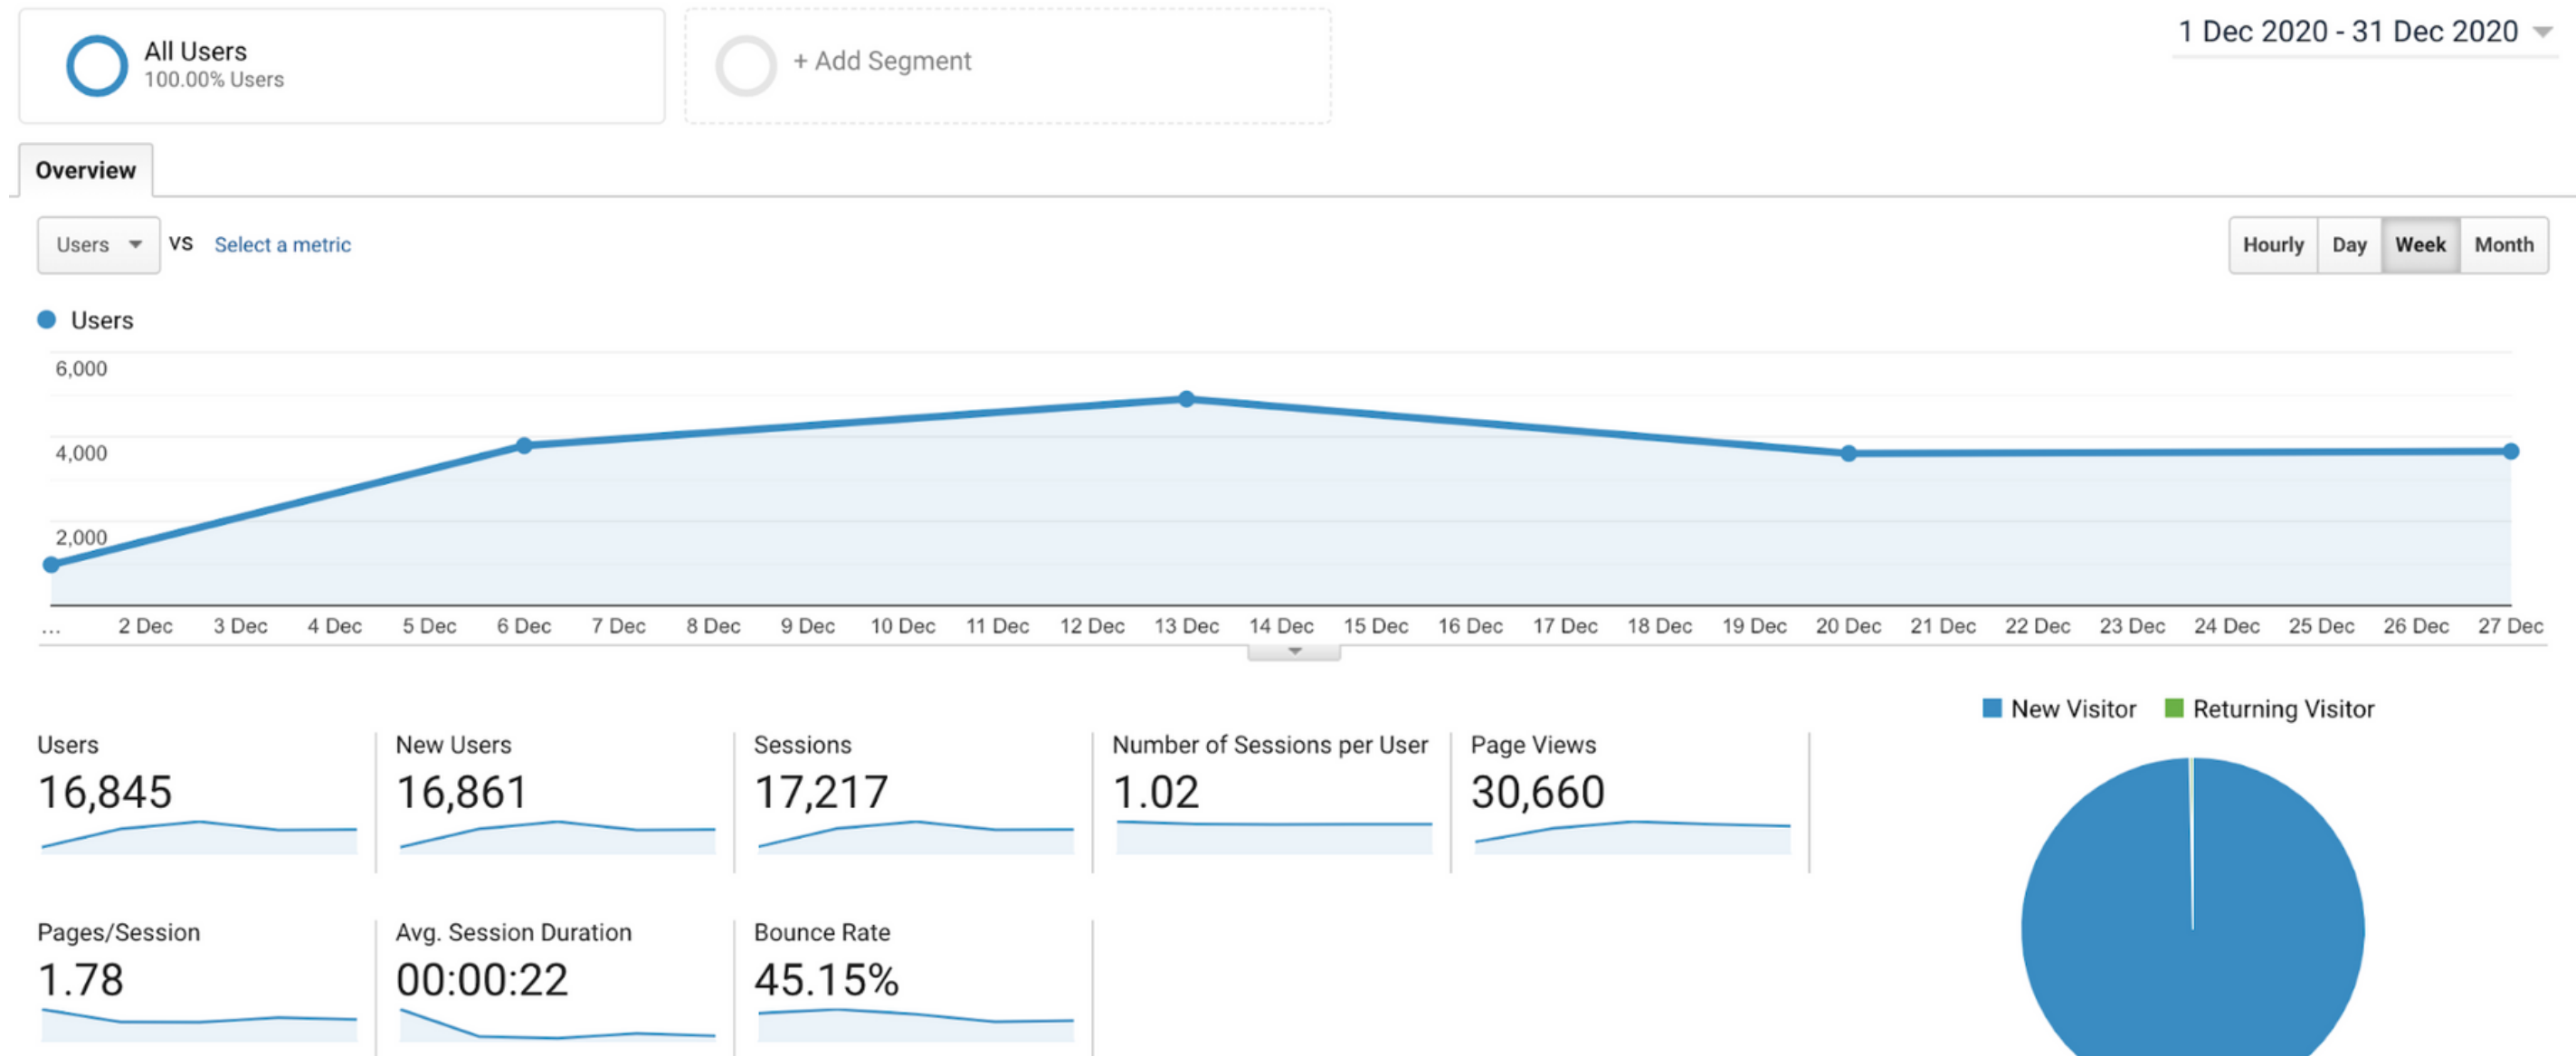 All Users
100.00% Users
+ Add Segment
1 Dec 2020 - 31 Dec 2020
Overview
Users VS Select a metric
Hourly Day Week Month
Users
6,000
4,000
2,000
... 2 Dec 3 Dec 4 Dec 5 Dec 6 Dec 7 Dec 8 Dec 9 Dec 10 Dec 11 Dec 12 Dec 13 Dec 14 Dec 15 Dec 16 Dec 17 Dec 18 Dec 19 Dec 20 Dec 21 Dec 22 Dec 23 Dec 24 Dec 25 Dec 26 Dec 27 Dec
New Visitor Returning Visitor
Users
16,845
New Users
16,861
Sessions
17,217
Number of Sessions per User
1.02
Page Views
30,660
Pages/Session
1.78
Avg. Session Duration
00:00:22
Bounce Rate
45.15%